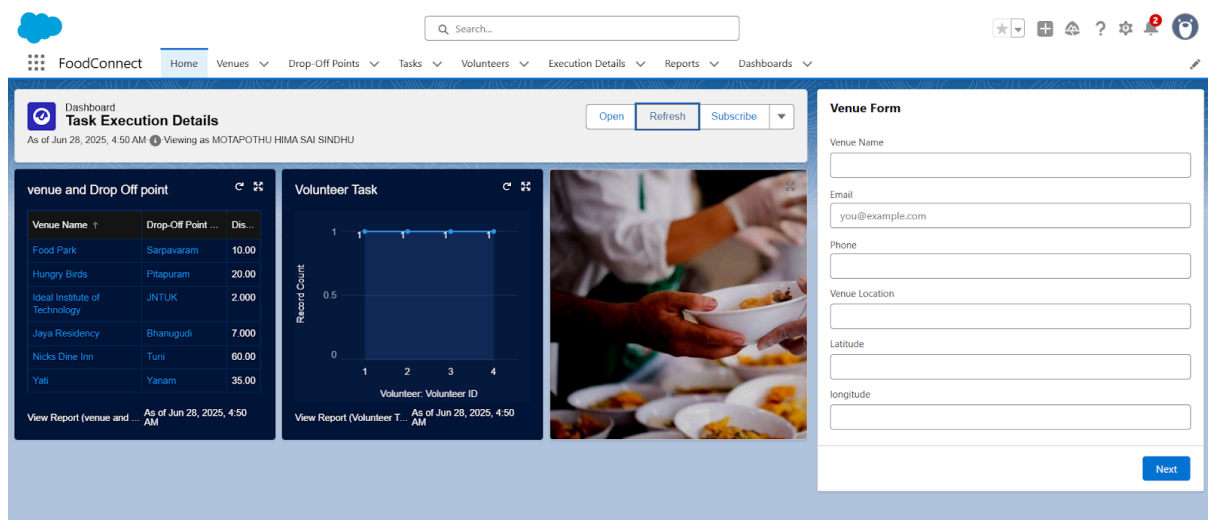 Search...
2
FoodConnect Home Venues Drop-Off Points Tasks Volunteers Execution Details Reports Dashboards
Dashboard
Task Execution Details
As of Jun 28, 2025, 4:50 AM Viewing as MOTAPOTHU HIMA SAI SINDHU
Open Refresh Subscribe
venue and Drop Off point
Venue Name ↑ Drop-Off Point ... Dis...
Food Park Sarpavaram 10.00
Hungry Birds Pitapuram 20.00
Ideal Institute of Technology JNTUK 2.000
Jaya Residency Bhanugudi 7.000
Nicks Dine Inn Tuni 60.00
Yati Yanam 35.00
View Report (venue and ... As of Jun 28, 2025, 4:50 AM
Volunteer Task
Record Count
1
0.5
0
1 1 1 1
1 2 3 4
Volunteer: Volunteer ID
View Report (Volunteer T... As of Jun 28, 2025, 4:50 AM
Venue Form
Venue Name
Email
you@example.com
Phone
Venue Location
Latitude
longitude
Next